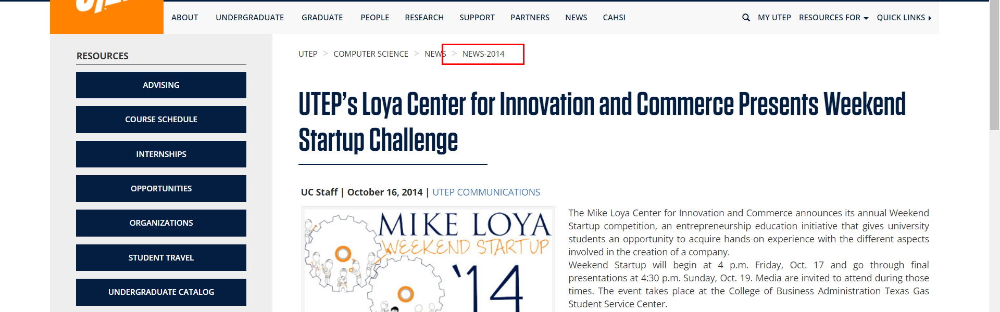 ABOUT UNDERGRADUATE GRADUATE PEOPLE RESEARCH SUPPORT PARTNERS NEWS CAHSI MY UTEP RESOURCES FOR QUICK LINKS
RESOURCES
ADVISING
COURSE SCHEDULE
INTERNSHIPS
OPPORTUNITIES
ORGANIZATIONS
STUDENT TRAVEL
UNDERGRADUATE CATALOG
UTEP > COMPUTER SCIENCE > NEWS > NEWS-2014
UTEP’s Loya Center for Innovation and Commerce Presents Weekend
Startup Challenge
UC Staff | October 16, 2014 | UTEP COMMUNICATIONS
MIKE LOYA
WEEKEND STARTUP
'14
The Mike Loya Center for Innovation and Commerce announces its annual Weekend
Startup competition, an entrepreneurship education initiative that gives university
students an opportunity to acquire hands-on experience with the different aspects
involved in the creation of a company.
Weekend Startup will begin at 4 p.m. Friday, Oct. 17 and go through final
presentations at 4:30 p.m. Sunday, Oct. 19. Media are invited to attend during those
times. The event takes place at the College of Business Administration Texas Gas
Student Service Center.